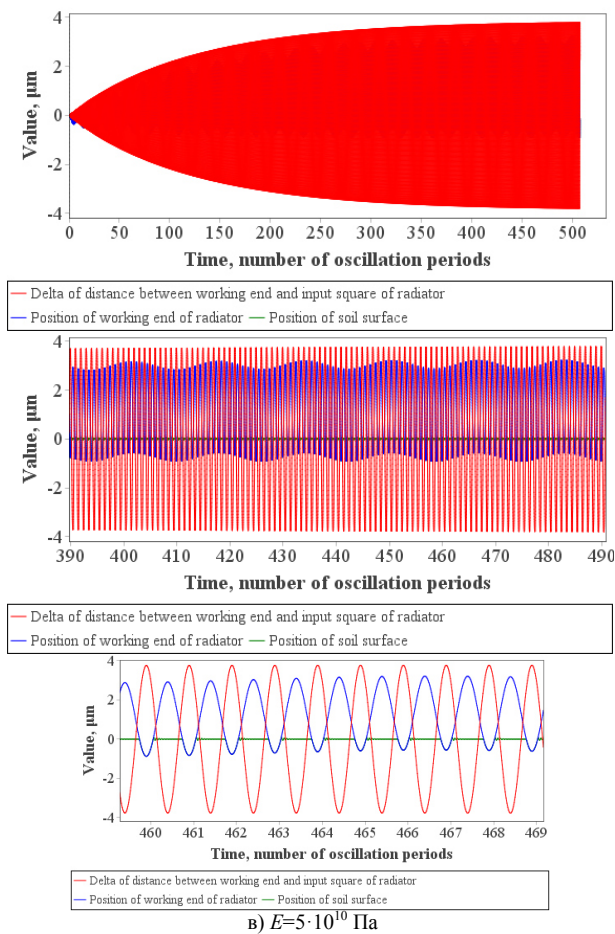 4
2
0
-2
-4
Value, μm
0 50 100 150 200 250 300 350 400 450 500
Time, number of oscillation periods
Delta of distance between working end and input square of radiator
Position of working end of radiator Position of soil surface
4
2
0
-2
-4
Value, μm
390 400 410 420 430 440 450 460 470 480 490
Time, number of oscillation periods
Delta of distance between working end and input square of radiator
Position of working end of radiator Position of soil surface
4
2
0
-2
-4
Value, μm
460 461 462 463 464 465 466 467 468 469
Time, number of oscillation periods
Delta of distance between working end and input square of radiator
Position of working end of radiator Position of soil surface
в) E=5·10¹⁰ Па